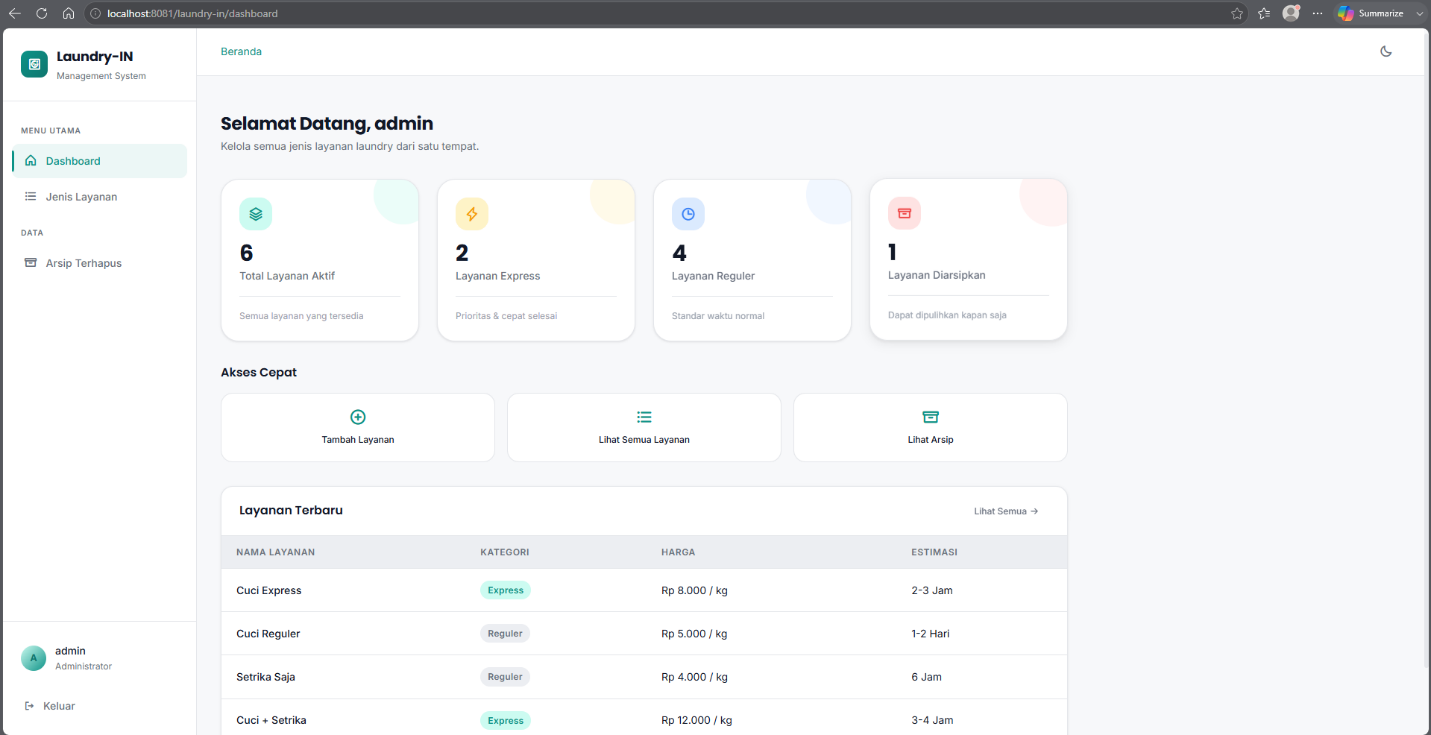 localhost:8081/laundry-in/dashboard
Summarize
Laundry-IN
Management System
MENU UTAMA
Dashboard
Jenis Layanan
DATA
Arsip Terhapus
A
admin
Administrator
Keluar
Beranda
Selamat Datang, admin
Kelola semua jenis layanan laundry dari satu tempat.
6
Total Layanan Aktif
Semua layanan yang tersedia
2
Layanan Express
Prioritas & cepat selesai
4
Layanan Reguler
Standar waktu normal
1
Layanan Diarsipkan
Dapat dipulihkan kapan saja
Akses Cepat
Tambah Layanan
Lihat Semua Layanan
Lihat Arsip
Layanan Terbaru
Lihat Semua →
NAMA LAYANAN KATEGORI HARGA ESTIMASI
Cuci Express Express Rp 8.000 / kg 2-3 Jam
Cuci Reguler Reguler Rp 5.000 / kg 1-2 Hari
Setrika Saja Reguler Rp 4.000 / kg 6 Jam
Cuci + Setrika Express Rp 12.000 / kg 3-4 Jam